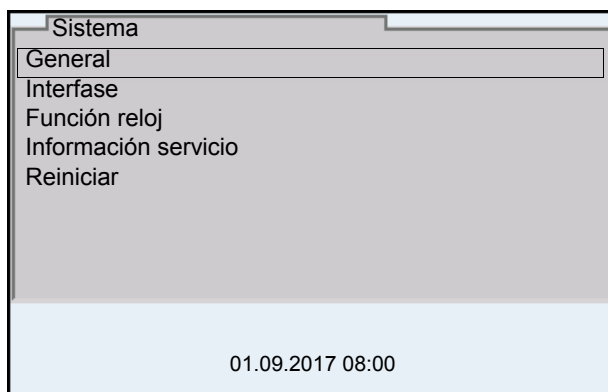 Sistema
General
Interfase
Función reloj
Información servicio
Reiniciar
01.09.2017 08:00